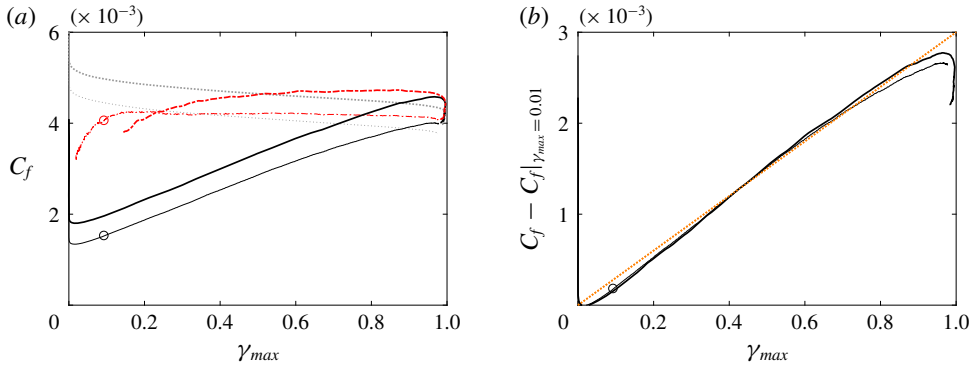 (a) (× 10⁻³)
6
4
2
0
0.2 0.4 0.6 0.8 1.0
C_f
γ_max
(b) (× 10⁻³)
3
2
1
0
0.2 0.4 0.6 0.8 1.0
C_f − C_f|_{γ_max = 0.01}
γ_max